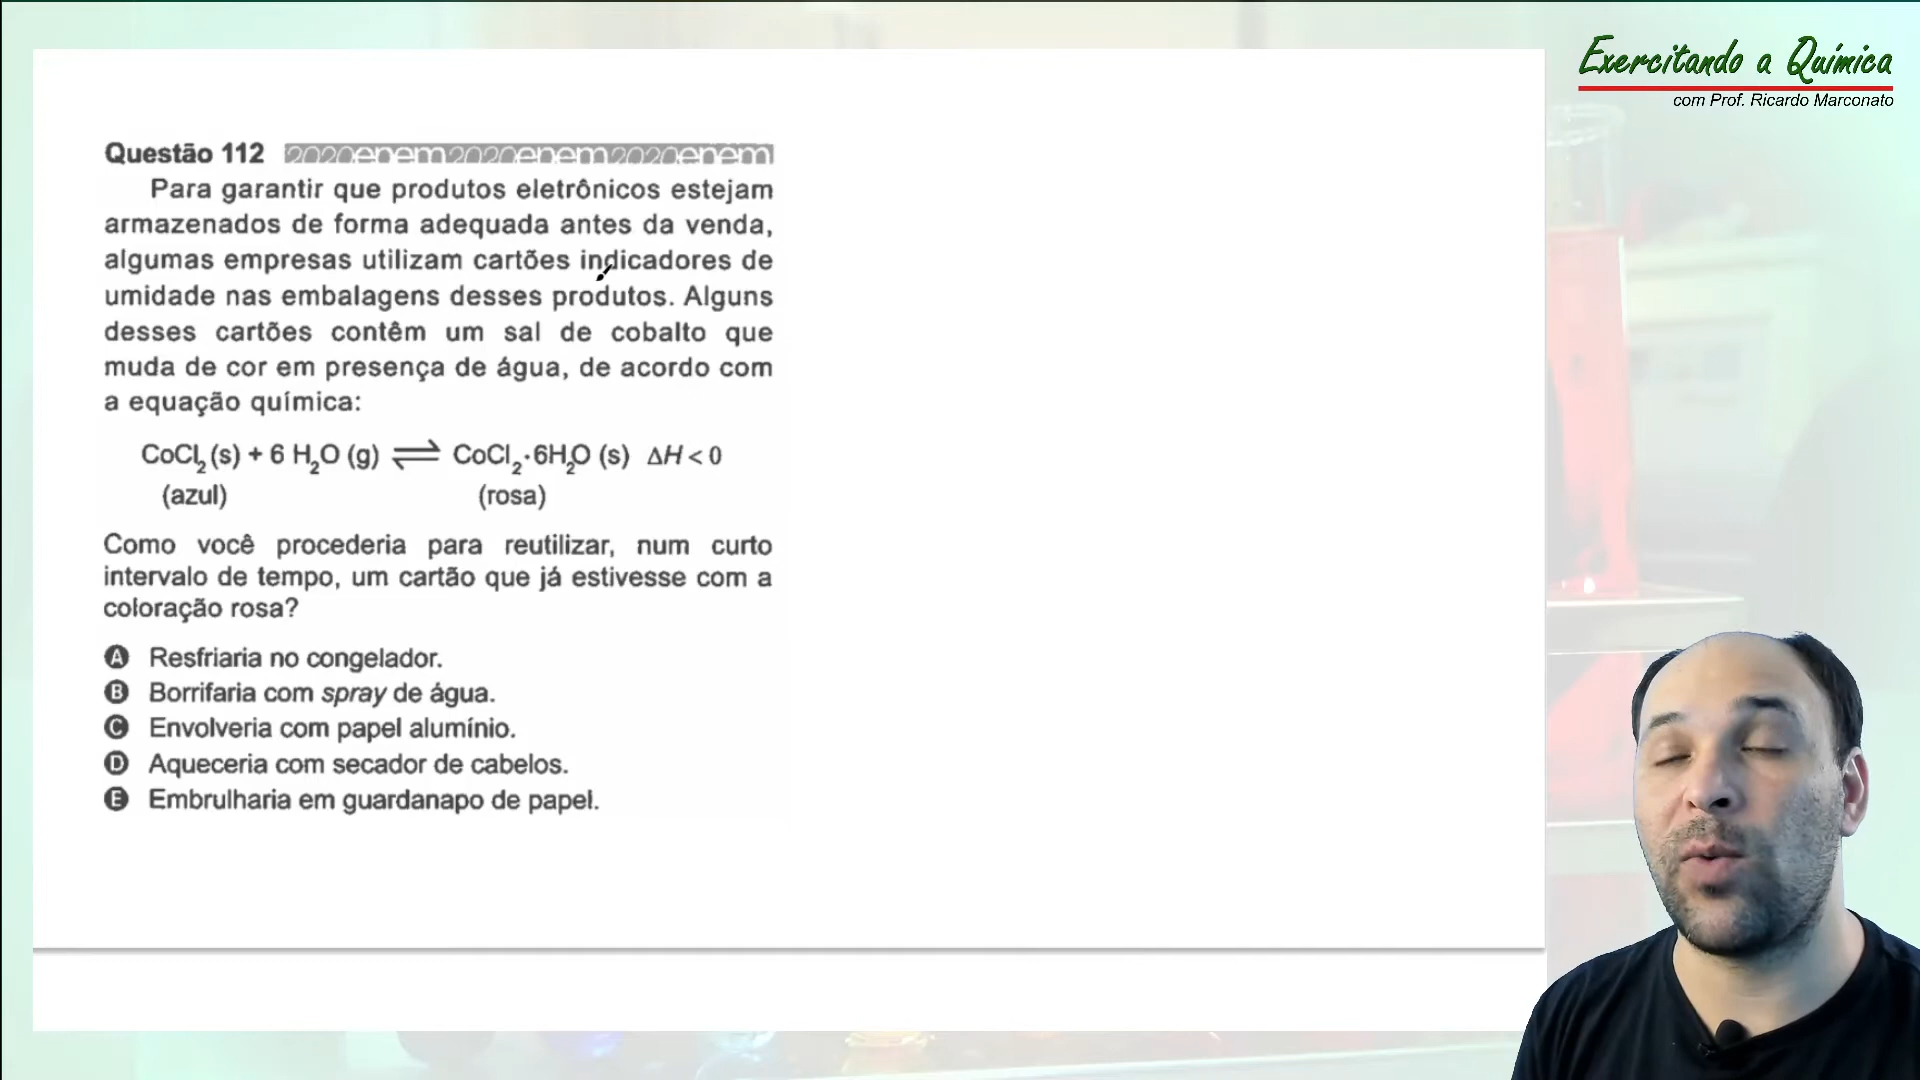 Exercitando a Química
com Prof. Ricardo Marconato
Questão 112 2020enem2020enem2020enem
Para garantir que produtos eletrônicos estejam
armazenados de forma adequada antes da venda,
algumas empresas utilizam cartões indicadores de
umidade nas embalagens desses produtos. Alguns
desses cartões contêm um sal de cobalto que
muda de cor em presença de água, de acordo com
a equação química:
CoCl₂ (s) + 6 H₂O (g) ⇌ CoCl₂·6H₂O (s) ΔH < 0
(azul) (rosa)
Como você procederia para reutilizar, num curto
intervalo de tempo, um cartão que já estivesse com a
coloração rosa?
A Resfriaria no congelador.
B Borrifaria com spray de água.
C Envolveria com papel alumínio.
D Aqueceria com secador de cabelos.
E Embrulharia em guardanapo de papel.